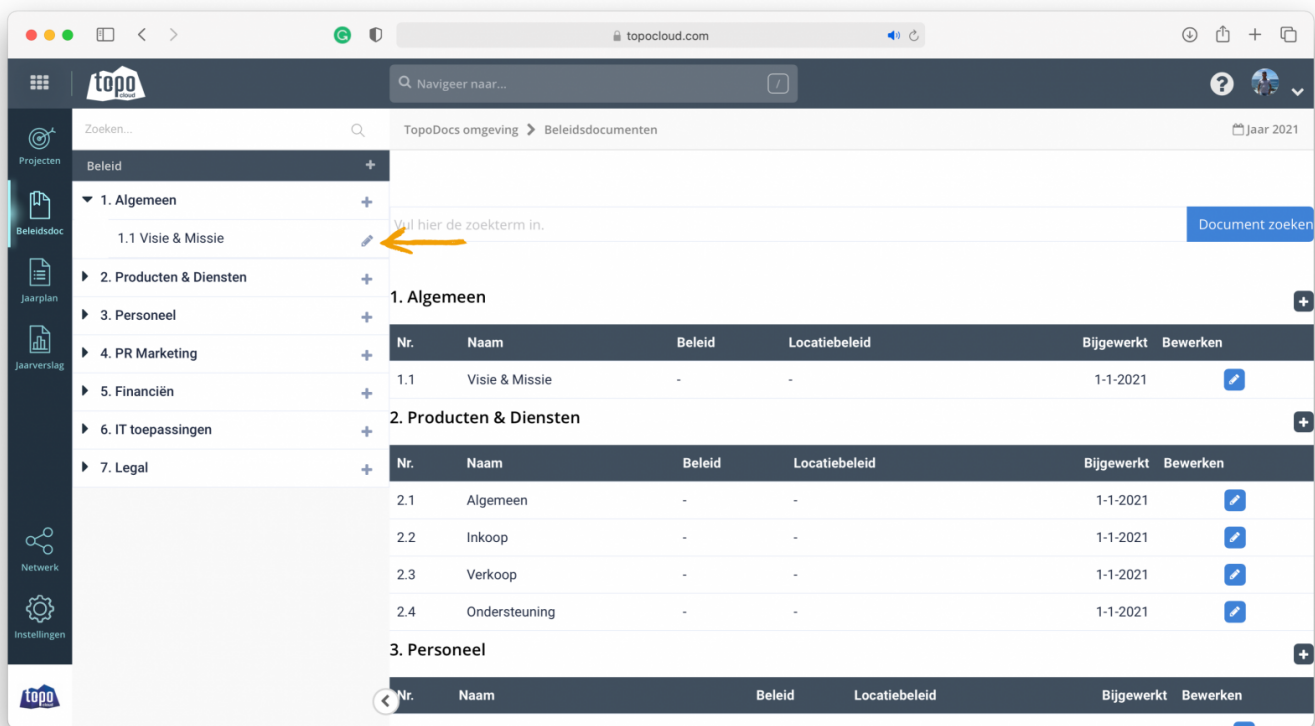 topocloud.com
topo
cloud
Navigeer naar...
/
?
Projecten
Beleidsdoc
Jaarplan
Jaarverslag
Netwerk
Instellingen
topo
cloud
Zoeken...
Beleid +
1. Algemeen +
1.1 Visie & Missie
2. Producten & Diensten +
3. Personeel +
4. PR Marketing +
5. Financiën +
6. IT toepassingen +
7. Legal +
TopoDocs omgeving > Beleidsdocumenten
Jaar 2021
Vul hier de zoekterm in.
Document zoeken
1. Algemeen +
Nr. Naam Beleid Locatiebeleid Bijgewerkt Bewerken
1.1 Visie & Missie - - 1-1-2021
2. Producten & Diensten +
Nr. Naam Beleid Locatiebeleid Bijgewerkt Bewerken
2.1 Algemeen - - 1-1-2021
2.2 Inkoop - - 1-1-2021
2.3 Verkoop - - 1-1-2021
2.4 Ondersteuning - - 1-1-2021
3. Personeel +
Nr. Naam Beleid Locatiebeleid Bijgewerkt Bewerken